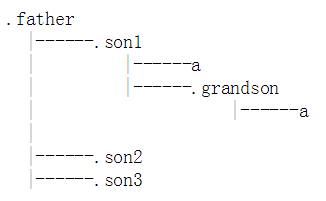 .father
|------.son1
|      |------a
|      |------.grandson
|             |------a
|
|------.son2
|------.son3